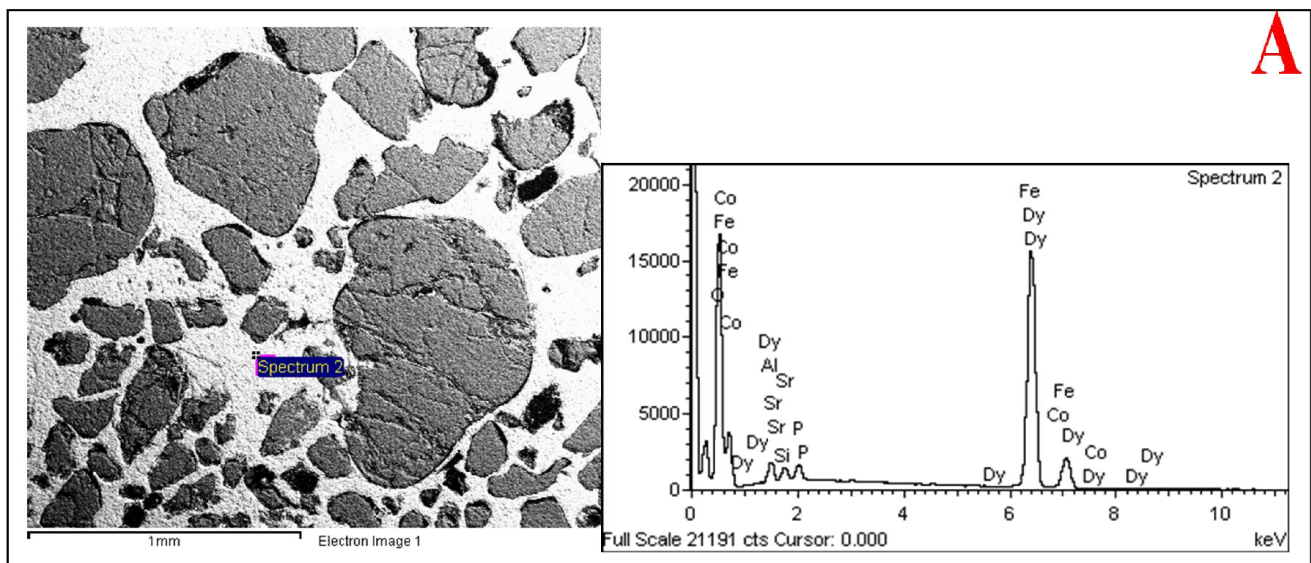 A
Spectrum 2
1mm
Electron Image 1
Spectrum 2
20000
15000
10000
5000
0
Co
Fe
Co
Fe
O
Co
Dy
Al
Sr
Sr
Sr P
Dy Si P
Dy
Fe
Dy
Dy
Fe
Co
Dy Co
Dy Dy Dy Dy
0 2 4 6 8 10
Full Scale 21191 cts Cursor: 0.000 keV